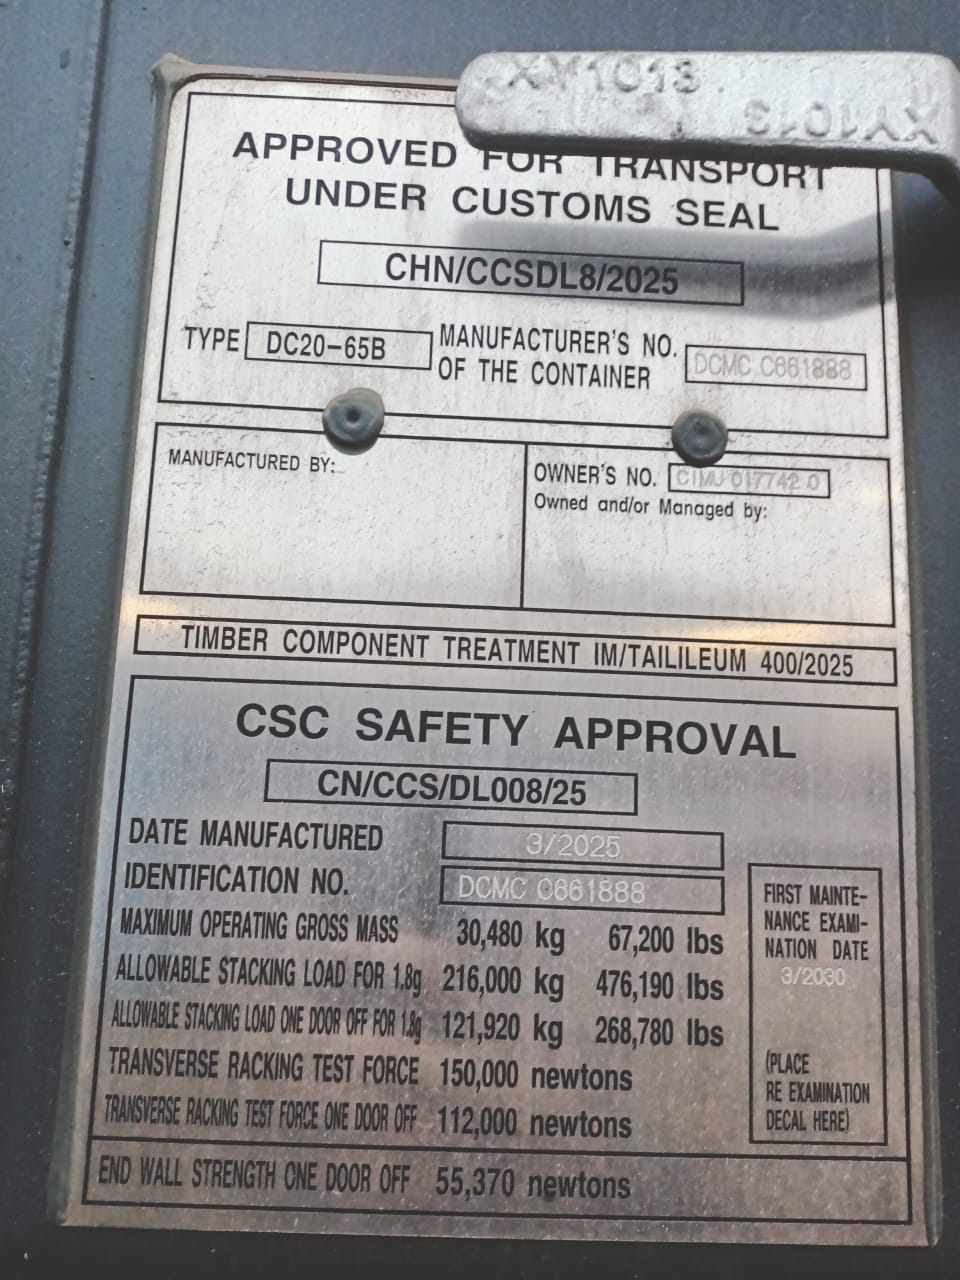 XY1013
XY1013
APPROVED FOR TRANSPORT
UNDER CUSTOMS SEAL
CHN/CCSDL8/2025
TYPE DC20-65B
MANUFACTURER'S NO.
OF THE CONTAINER
DCMC C661888
MANUFACTURED BY:
OWNER'S NO. CIMU 017742 0
Owned and/or Managed by:
TIMBER COMPONENT TREATMENT IM/TAILILEUM 400/2025
CSC SAFETY APPROVAL
CN/CCS/DL008/25
DATE MANUFACTURED 3/2025
IDENTIFICATION NO. DCMC C661888
MAXIMUM OPERATING GROSS MASS 30,480 kg 67,200 lbs
ALLOWABLE STACKING LOAD FOR 1.8g 216,000 kg 476,190 lbs
ALLOWABLE STACKING LOAD ONE DOOR OFF FOR 1.8g 121,920 kg 268,780 lbs
TRANSVERSE RACKING TEST FORCE 150,000 newtons
TRANSVERSE RACKING TEST FORCE ONE DOOR OFF 112,000 newtons
END WALL STRENGTH ONE DOOR OFF 55,370 newtons
FIRST MAINTE-
NANCE EXAMI-
NATION DATE
3/2030
(PLACE
RE EXAMINATION
DECAL HERE)